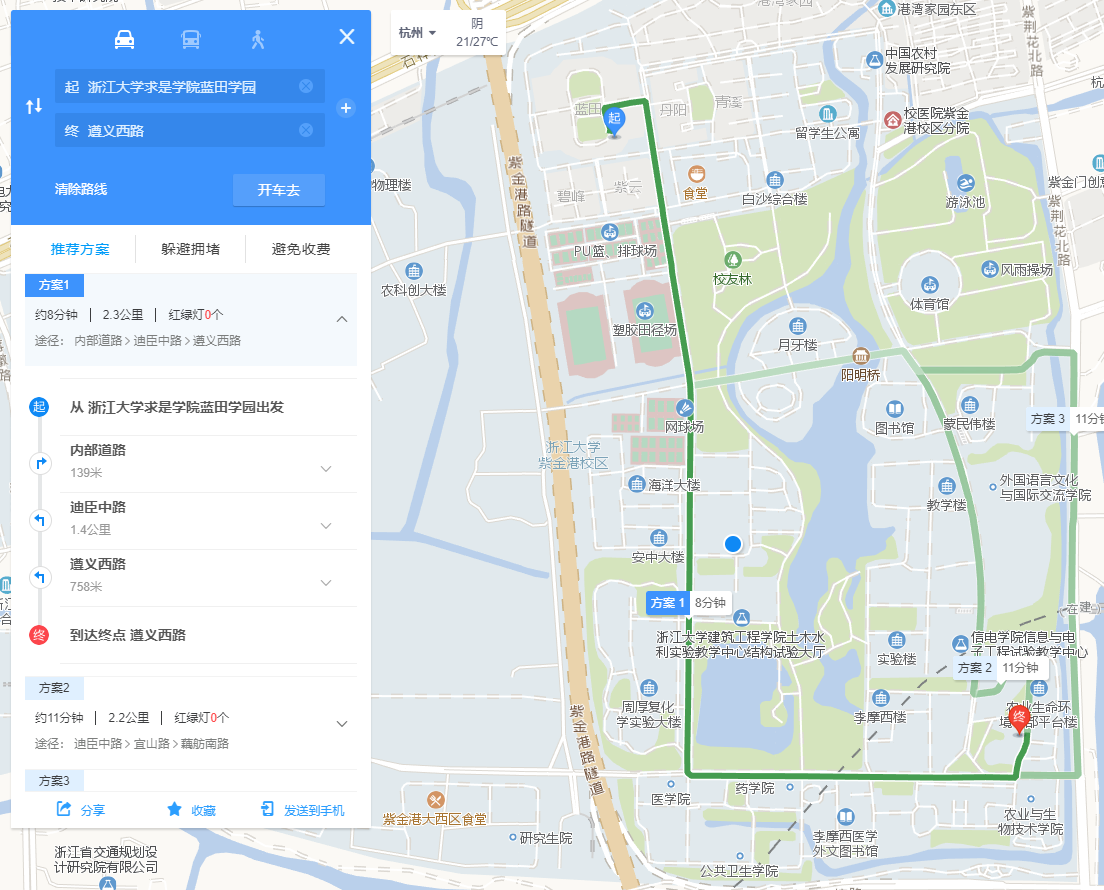 起 浙江大学求是学院蓝田学园
终 遵义西路
清除路线
开车去
推荐方案
躲避拥堵
避免收费
方案1
约8分钟 | 2.3公里 | 红绿灯0个
途径： 内部道路>迪臣中路>遵义西路
起
从 浙江大学求是学院蓝田学园出发
内部道路
139米
迪臣中路
1.4公里
遵义西路
758米
终
到达终点 遵义西路
方案2
约11分钟 | 2.2公里 | 红绿灯0个
途径： 迪臣中路>宜山路>藕舫南路
方案3
分享
收藏
发送到手机
浙江省交通规划设
计研究院有限公司
杭州
阴
21/27℃
港湾家园东区
紫荆花北路
中国农村
发展研究院
蓝田
起
丹阳
青溪
留学生公寓
校医院紫金
港校区分院
紫金港路隧道
物理楼
碧峰
紫云
食堂
白沙综合楼
游泳池
紫金门创意
紫荆花北路
PU篮、排球场
校友林
风雨操场
农科创大楼
体育馆
塑胶田径场
月牙楼
阳明桥
网球场
图书馆
蒙民伟楼
方案 3 11分钟
浙江大学
紫金港校区
海洋大楼
教学楼
外国语言文化
与国际交流学院
安中大楼
方案 1 8分钟
在建
浙江大学建筑工程学院土木水
利实验教学中心结构试验大厅
信电学院信息与电
子工程试验教学中心
实验楼
方案 2 11分钟
周厚复化
学实验大楼
李摩西楼
农业生命环
境学部平台楼
终
紫金港路隧道
医学院
药学院
紫金港大西区食堂
农业与生
物技术学院
研究生院
李摩西医学
外文图书馆
公共卫生学院